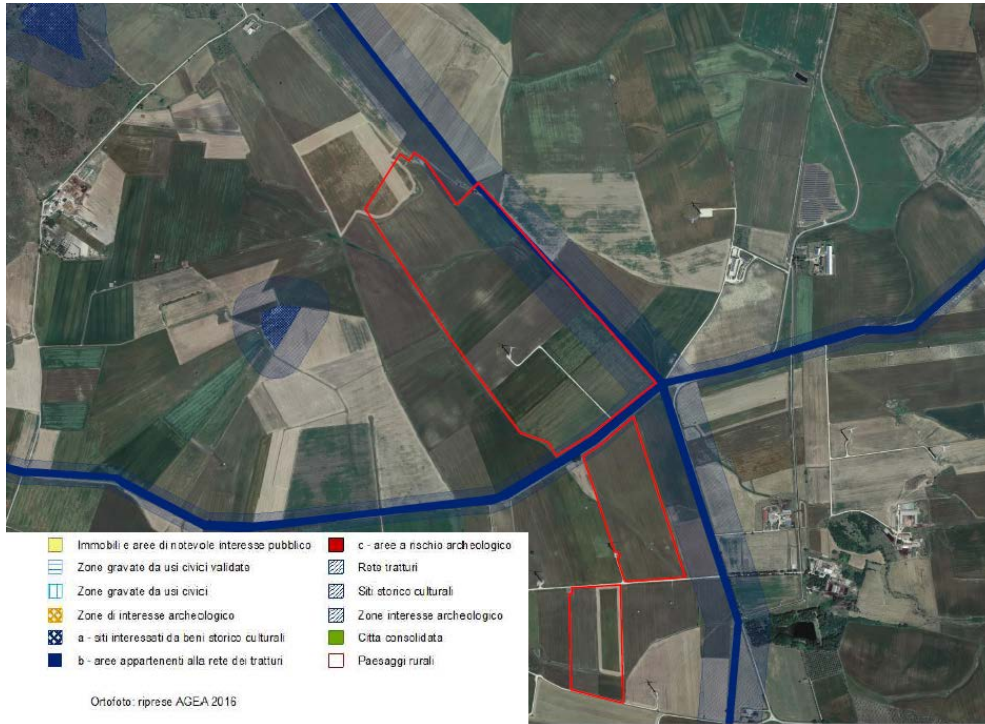 Immobili e aree di notevole interesse pubblico
Zone gravate da usi civici validate
Zone gravate da usi civici
Zone di interesse archeologico
a - siti interessati da beni storico culturali
b - aree appartenenti alla rete dei tratturi
c - aree a rischio archeologico
Rete tratturi
Siti storico culturali
Zone interesse archeologico
Citta consolidata
Paesaggi rurali
Ortofoto: riprese AGEA 2016